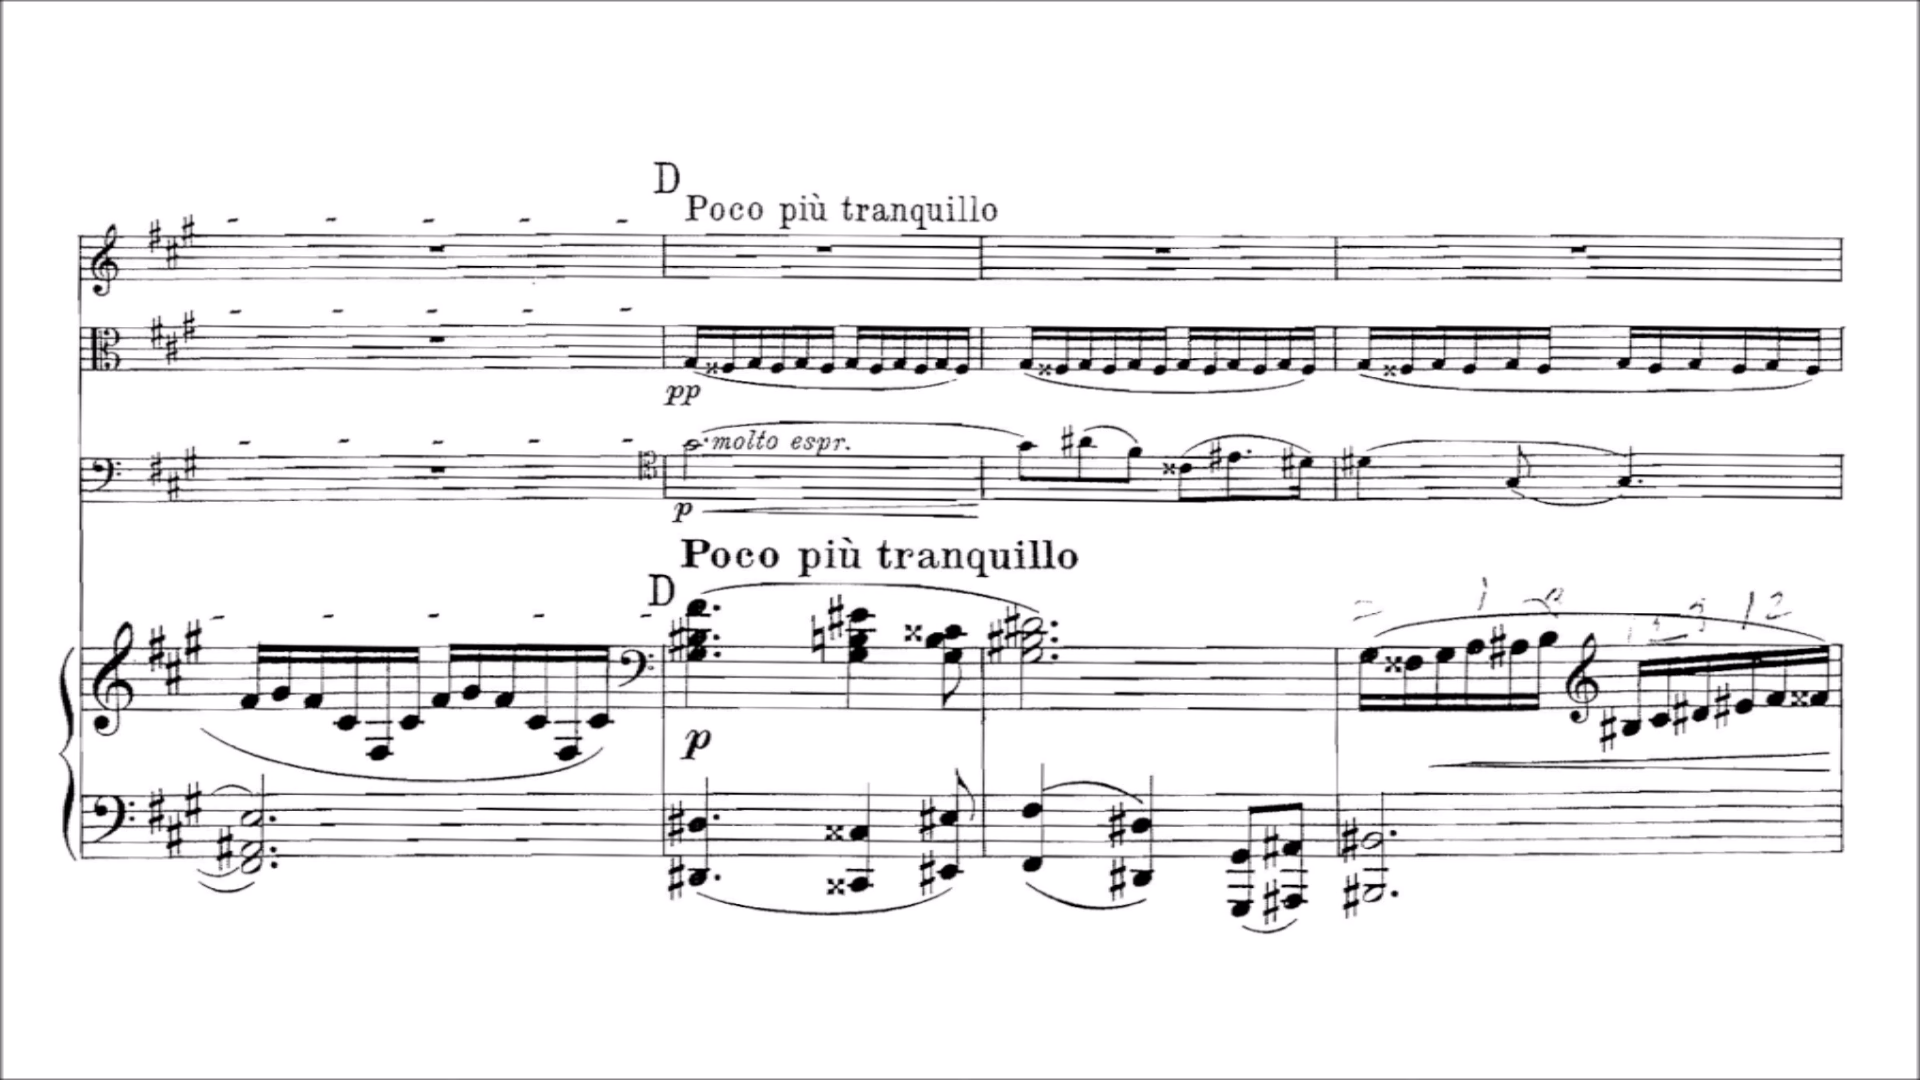 D
Poco più tranquillo
pp
molto espr.
p
Poco più tranquillo
D
p